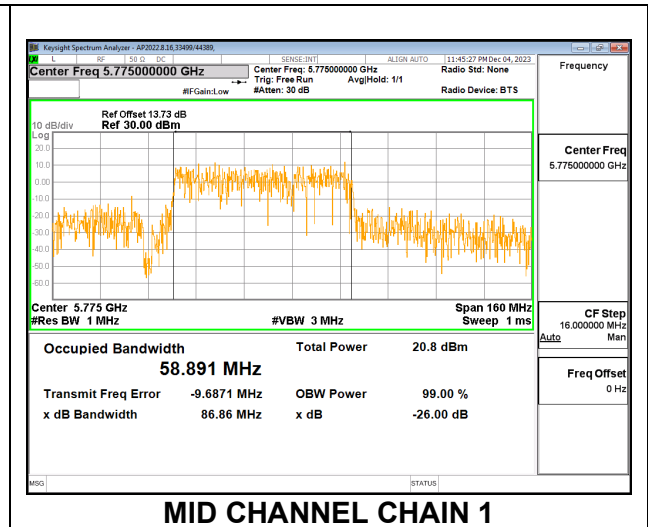 Keysight Spectrum Analyzer - AP2022.8.16,33499/44389,
L RF 50 Ω DC SENSE:INT ALIGN AUTO 11:45:27 PM Dec 04, 2023
Center Freq 5.775000000 GHz
Center Freq: 5.775000000 GHz Radio Std: None
Trig: Free Run Avg|Hold: 1/1
#IFGain:Low #Atten: 30 dB Radio Device: BTS
Frequency
Ref Offset 13.73 dB
10 dB/div Ref 30.00 dBm
Log
20.0
10.0
0.00
-10.0
-20.0
-30.0
-40.0
-50.0
-60.0
Center 5.775 GHz Span 160 MHz
#Res BW 1 MHz #VBW 3 MHz Sweep 1 ms
Center Freq
5.775000000 GHz
CF Step
16.000000 MHz
Auto Man
Freq Offset
0 Hz
Occupied Bandwidth Total Power 20.8 dBm
58.891 MHz
Transmit Freq Error -9.6871 MHz OBW Power 99.00 %
x dB Bandwidth 86.86 MHz x dB -26.00 dB
MSG STATUS
MID CHANNEL CHAIN 1